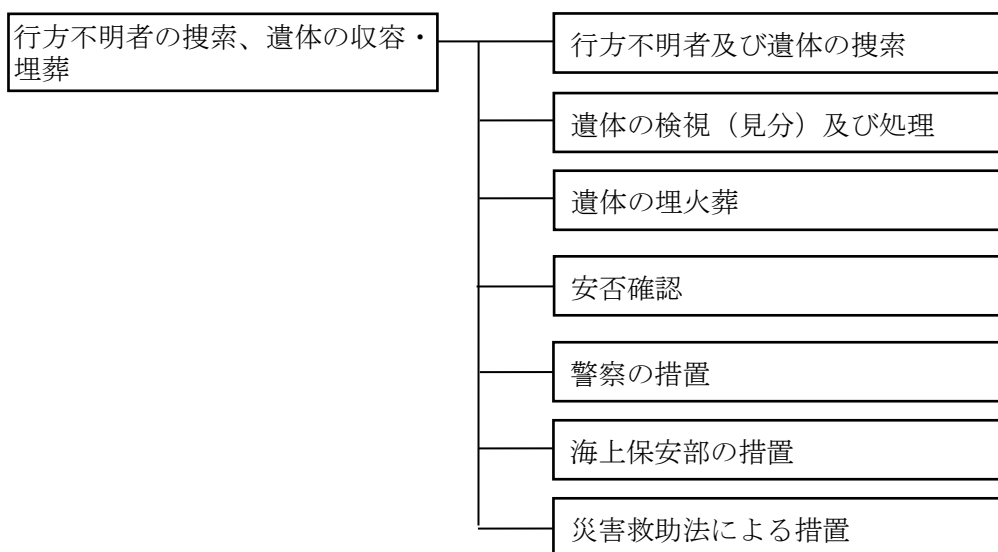 行方不明者の捜索、遺体の収容・
埋葬
行方不明者及び遺体の捜索
遺体の検視（見分）及び処理
遺体の埋火葬
安否確認
警察の措置
海上保安部の措置
災害救助法による措置